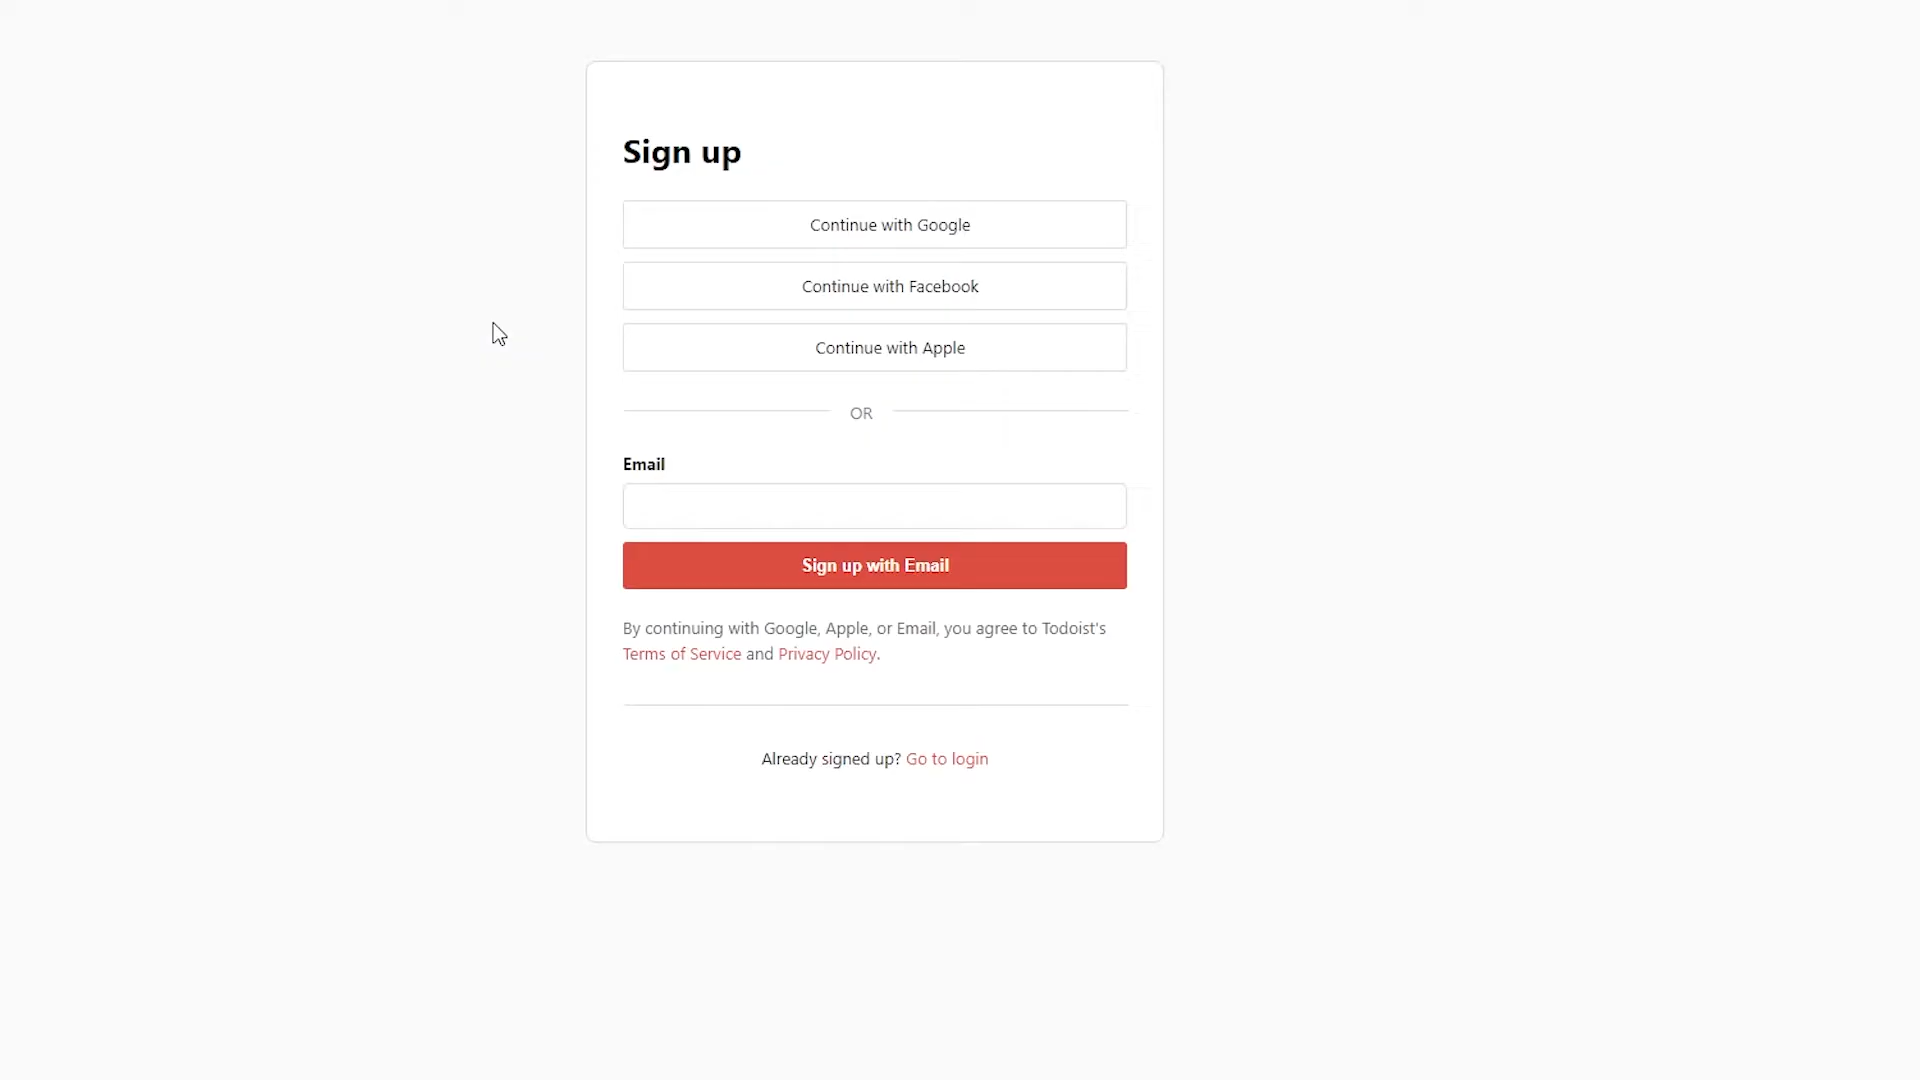 Sign up
Continue with Google
Continue with Facebook
Continue with Apple
OR
Email
Sign up with Email
By continuing with Google, Apple, or Email, you agree to Todoist's
Terms of Service and Privacy Policy.
Already signed up? Go to login